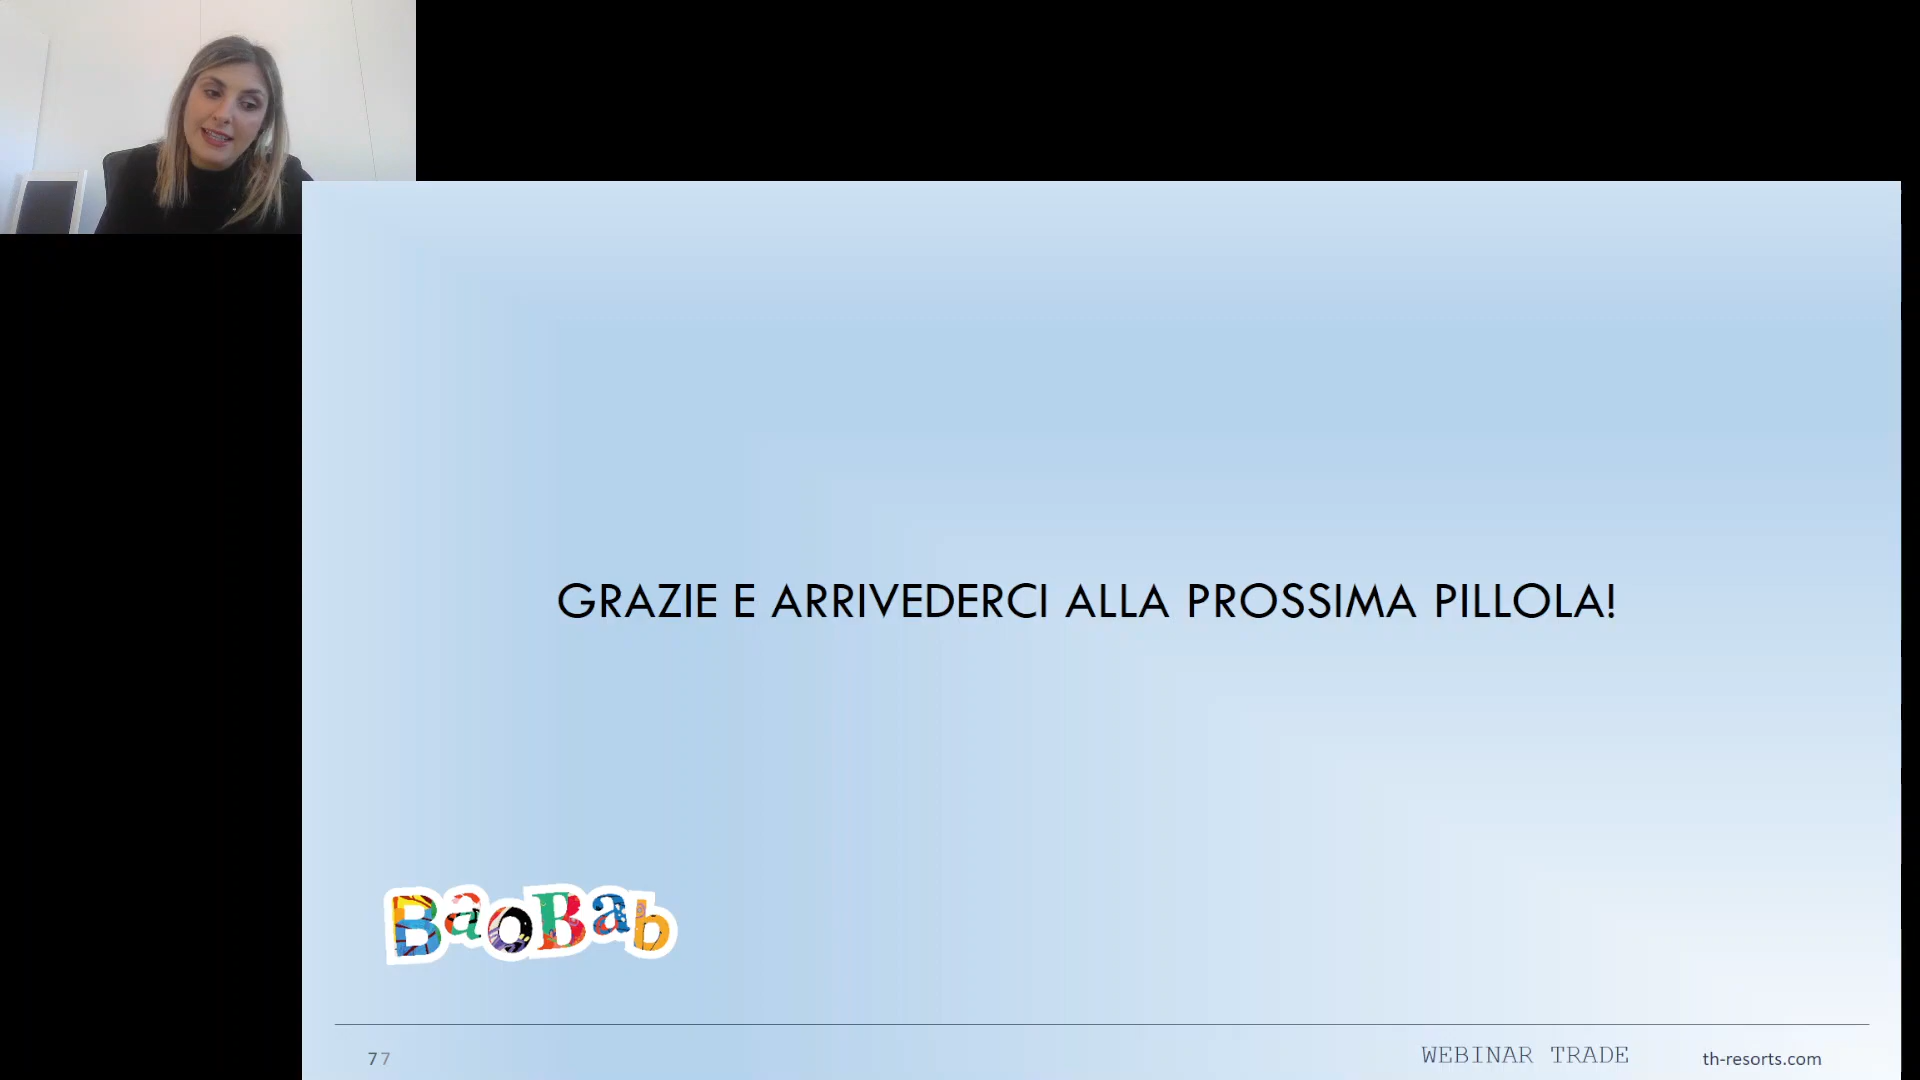 GRAZIE E ARRIVEDERCI ALLA PROSSIMA PILLOLA!
BaoBab
77
WEBINAR TRADE
th-resorts.com